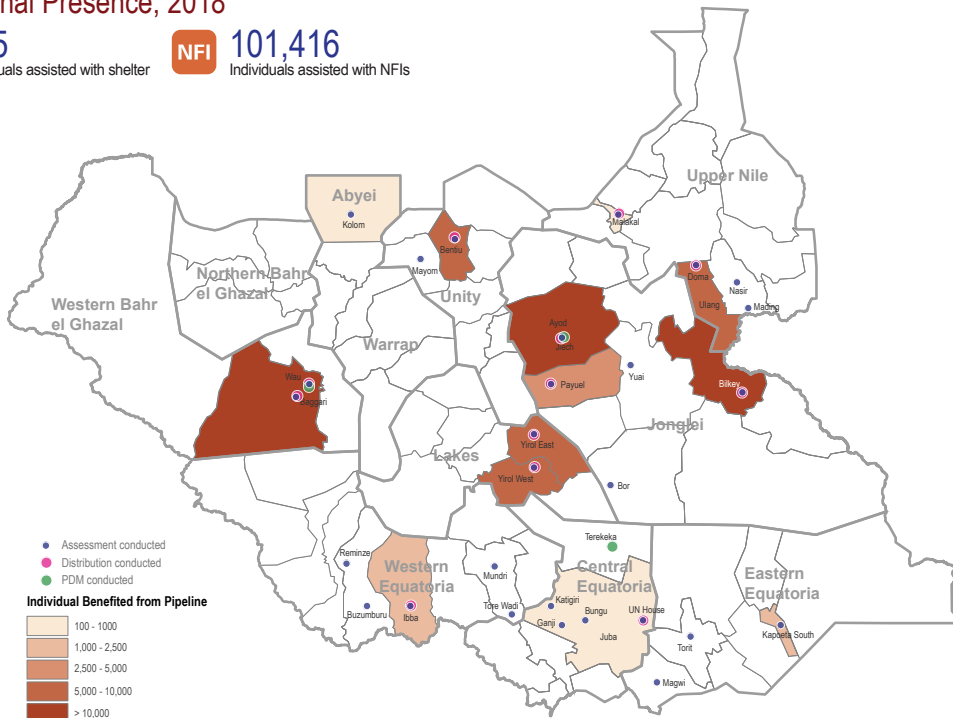 nal Presence, 2018
5
uals assisted with shelter
NFI
101,416
Individuals assisted with NFIs
Upper Nile
Abyei
Kolom
Malakal
Bentiu
Mayom
Northern Bahr
el Ghazal
Unity
Doma
Nasir
Mading
Ulang
Western Bahr
el Ghazal
Warrap
Ayod
Jiech
Yuai
Payuel
Bilkey
Wau
Baggari
Jonglei
Lakes
Yirol East
Yirol West
Bor
Terekeka
Reminze
Western
Equatoria
Mundri
Central
Equatoria
Eastern
Equatoria
Buzumburu
Ibba
Tore Wadi
Katigiri
Ganji
Bungu
UN House
Juba
Torit
Kapoeta South
Magwi
Assessment conducted
Distribution conducted
PDM conducted
Individual Benefited from Pipeline
100 - 1000
1,000 - 2,500
2,500 - 5,000
5,000 - 10,000
> 10,000